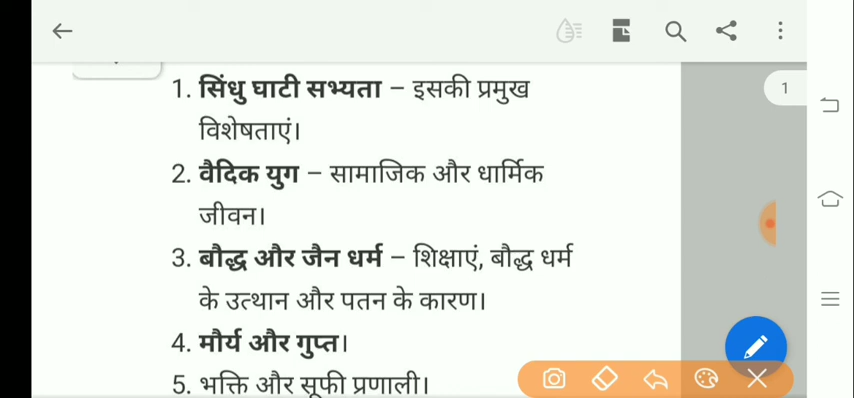 1. सिंधु घाटी सभ्यता – इसकी प्रमुख
विशेषताएं।
2. वैदिक युग – सामाजिक और धार्मिक
जीवन।
3. बौद्ध और जैन धर्म – शिक्षाएं, बौद्ध धर्म
के उत्थान और पतन के कारण।
4. मौर्य और गुप्त।
5. भक्ति और सूफी प्रणाली।
1